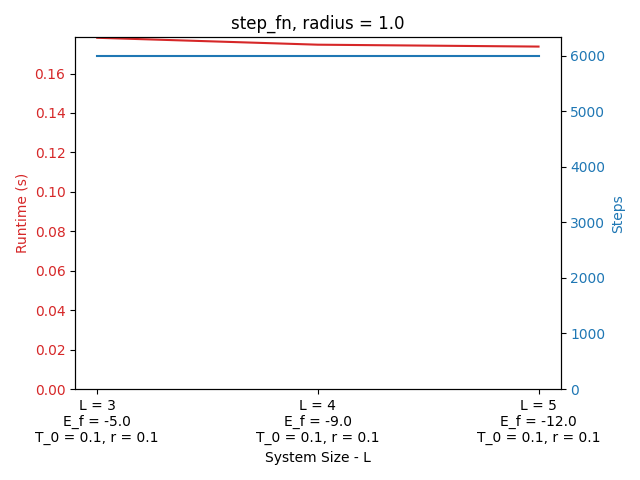 step_fn, radius = 1.0
Runtime (s)
0.16
0.14
0.12
0.10
0.08
0.06
0.04
0.02
0.00
6000
5000
4000
3000
2000
1000
0
Steps
L = 3
E_f = -5.0
T_0 = 0.1, r = 0.1
L = 4
E_f = -9.0
T_0 = 0.1, r = 0.1
L = 5
E_f = -12.0
T_0 = 0.1, r = 0.1
System Size - L